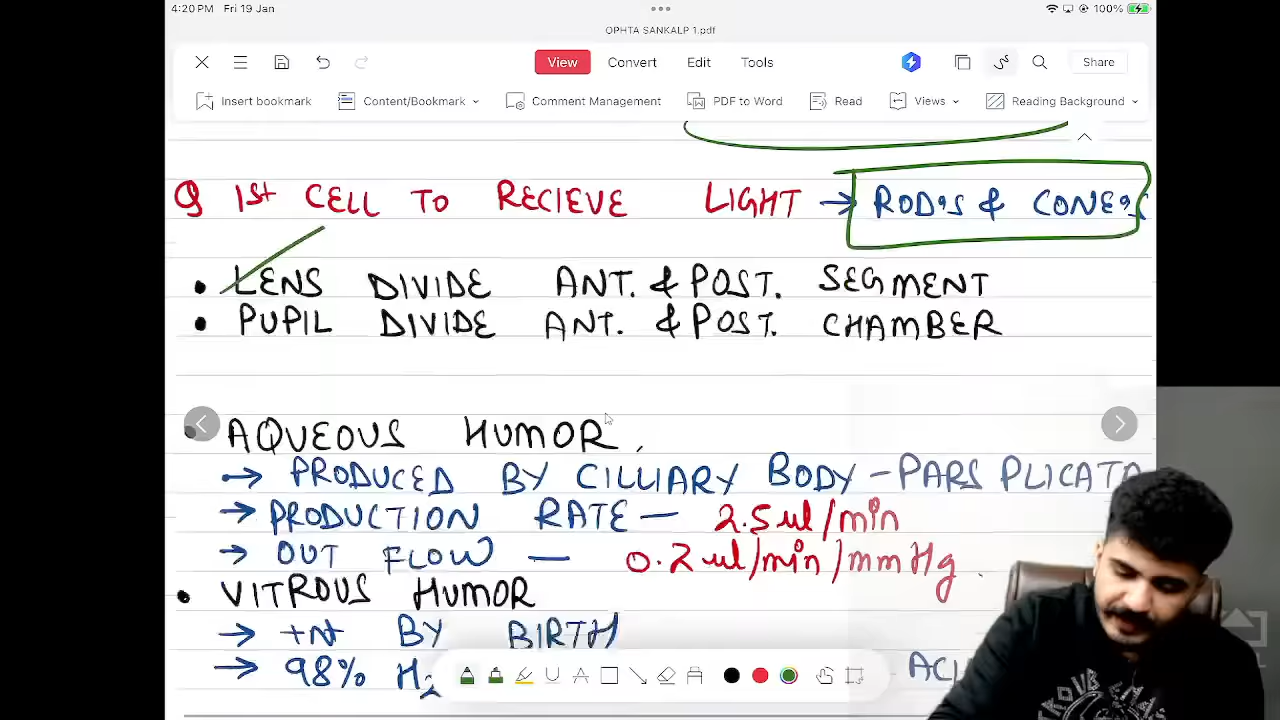 4:20 PM Fri 19 Jan 100%
OPHTA SANKALP 1.pdf
View Convert Edit Tools Share
Insert bookmark Content/Bookmark Comment Management PDF to Word Read Views Reading Background
Q 1st CELL TO RECIEVE LIGHT → RODS & CONES
• LENS DIVIDE ANT. & POST. SEGMENT
• PUPIL DIVIDE ANT. & POST. CHAMBER
• AQUEOUS HUMOR.
→ PRODUCED BY CILLIARY BODY - PARS PLICATA
→ PRODUCTION RATE - 2.5 ul/min
→ OUT FLOW - 0.2 ul/min/mmHg.
• VITROUS HUMOR
→ +nt BY BIRTH
→ 98% H2